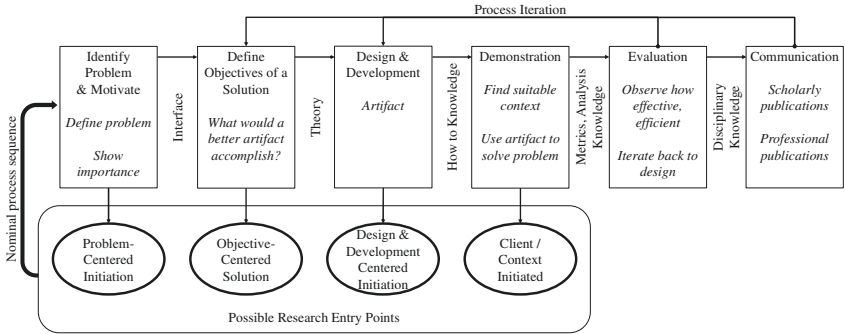 Process Iteration
Nominal process sequence
Identify
Problem
& Motivate
Define problem
Show
importance
Interface
Define
Objectives of a
Solution
What would a
better artifact
accomplish?
Theory
Design &
Development
Artifact
How to Knowledge
Demonstration
Find suitable
context
Use artifact to
solve problem
Metrics, Analysis
Knowledge
Evaluation
Observe how
effective,
efficient
Iterate back to
design
Disciplinary
Knowledge
Communication
Scholarly
publications
Professional
publications
Problem-
Centered
Initiation
Objective-
Centered
Solution
Design &
Development
Centered
Initiation
Client /
Context
Initiated
Possible Research Entry Points